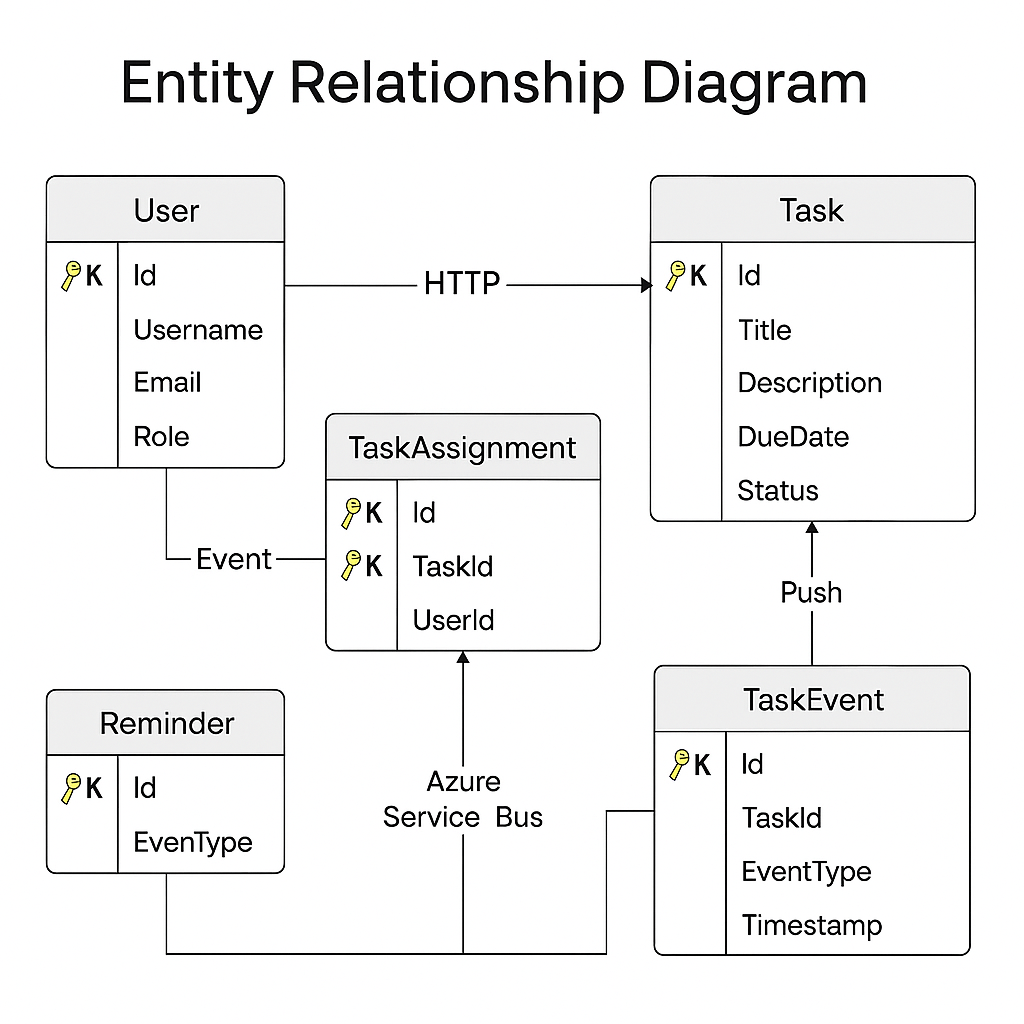 Entity Relationship Diagram
User
K Id
Username
Email
Role
HTTP
Task
K Id
Title
Description
DueDate
Status
TaskAssignment
K Id
K TaskId
UserId
Event
Push
Reminder
K Id
EvenType
Azure
Service Bus
TaskEvent
K Id
TaskId
EventType
Timestamp